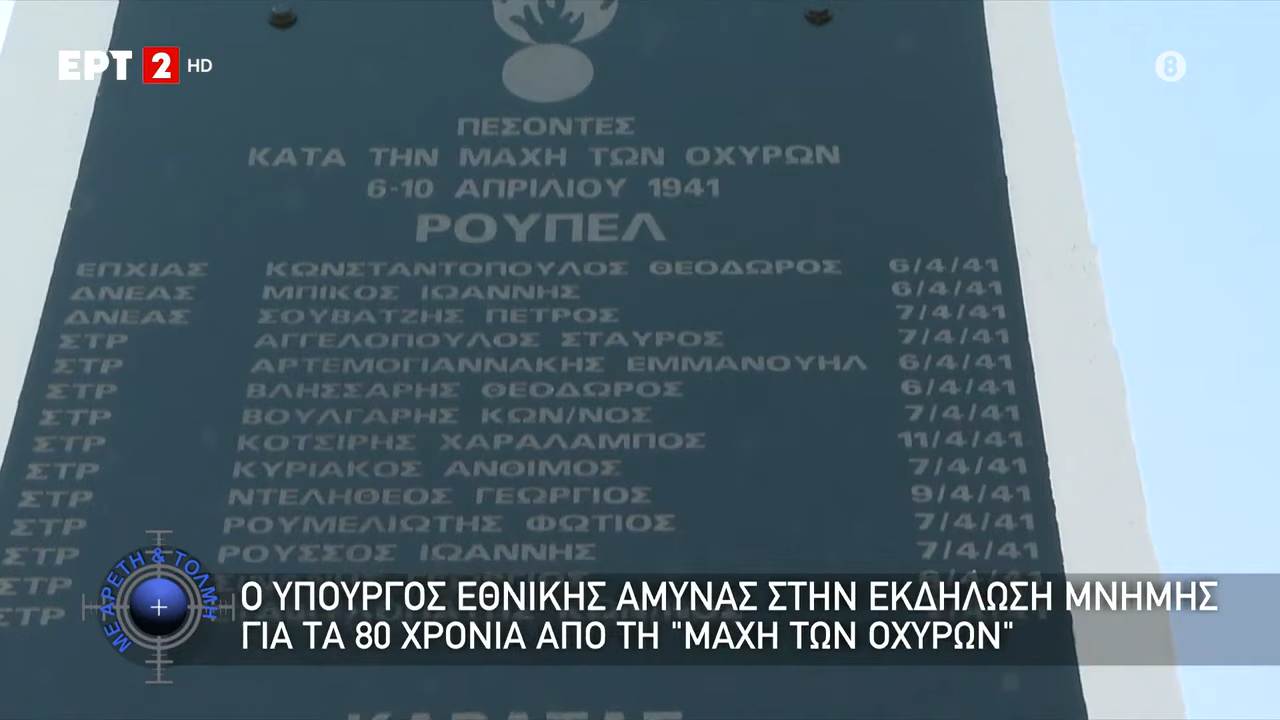 ΕΡΤ 2 HD
8
ΠΕΣΟΝΤΕΣ
ΚΑΤΑ ΤΗΝ ΜΑΧΗ ΤΩΝ ΟΧΥΡΩΝ
6-10 ΑΠΡΙΛΙΟΥ 1941
ΡΟΥΠΕΛ
ΕΠΧΙΑΣ ΚΩΝΣΤΑΝΤΟΠΟΥΛΟΣ ΘΕΟΔΩΡΟΣ 6/4/41
ΔΝΕΑΣ ΜΠΙΚΟΣ ΙΩΑΝΝΗΣ 6/4/41
ΔΝΕΑΣ ΣΟΥΒΑΤΖΗΣ ΠΕΤΡΟΣ 7/4/41
ΣΤΡ ΑΓΓΕΛΟΠΟΥΛΟΣ ΣΤΑΥΡΟΣ 7/4/41
ΣΤΡ ΑΡΤΕΜΟΓΙΑΝΝΑΚΗΣ ΕΜΜΑΝΟΥΗΛ 6/4/41
ΣΤΡ ΒΛΗΣΣΑΡΗΣ ΘΕΟΔΩΡΟΣ 6/4/41
ΣΤΡ ΒΟΥΛΓΑΡΗΣ ΚΩΝ/ΝΟΣ 7/4/41
ΣΤΡ ΚΟΤΣΙΡΗΣ ΧΑΡΑΛΑΜΠΟΣ 11/4/41
ΣΤΡ ΚΥΡΙΑΚΟΣ ΑΝΘΙΜΟΣ 7/4/41
ΣΤΡ ΝΤΕΛΗΘΕΟΣ ΓΕΩΡΓΙΟΣ 9/4/41
ΣΤΡ ΡΟΥΜΕΛΙΩΤΗΣ ΦΩΤΙΟΣ 7/4/41
ΣΤΡ ΡΟΥΣΣΟΣ ΙΩΑΝΝΗΣ 7/4/41
ΣΤΡ
ΣΤΡ
ΜΕ ΑΡΕΤΗ & ΤΟΛΜΗ
Ο ΥΠΟΥΡΓΟΣ ΕΘΝΙΚΗΣ ΑΜΥΝΑΣ ΣΤΗΝ ΕΚΔΗΛΩΣΗ ΜΝΗΜΗΣ
ΓΙΑ ΤΑ 80 ΧΡΟΝΙΑ ΑΠΟ ΤΗ "ΜΑΧΗ ΤΩΝ ΟΧΥΡΩΝ"